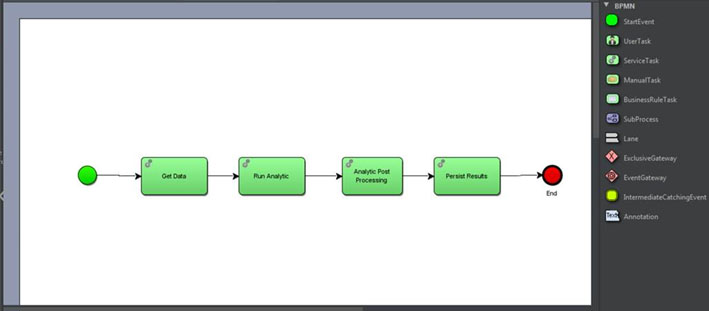 BPMN
StartEvent
UserTask
ServiceTask
ManualTask
BusinessRuleTask
SubProcess
Lane
ExclusiveGateway
EventGateway
IntermediateCatchingEvent
Text
Annotation
Get Data
Run Analytic
Analytic Post
Processing
Persist Results
End